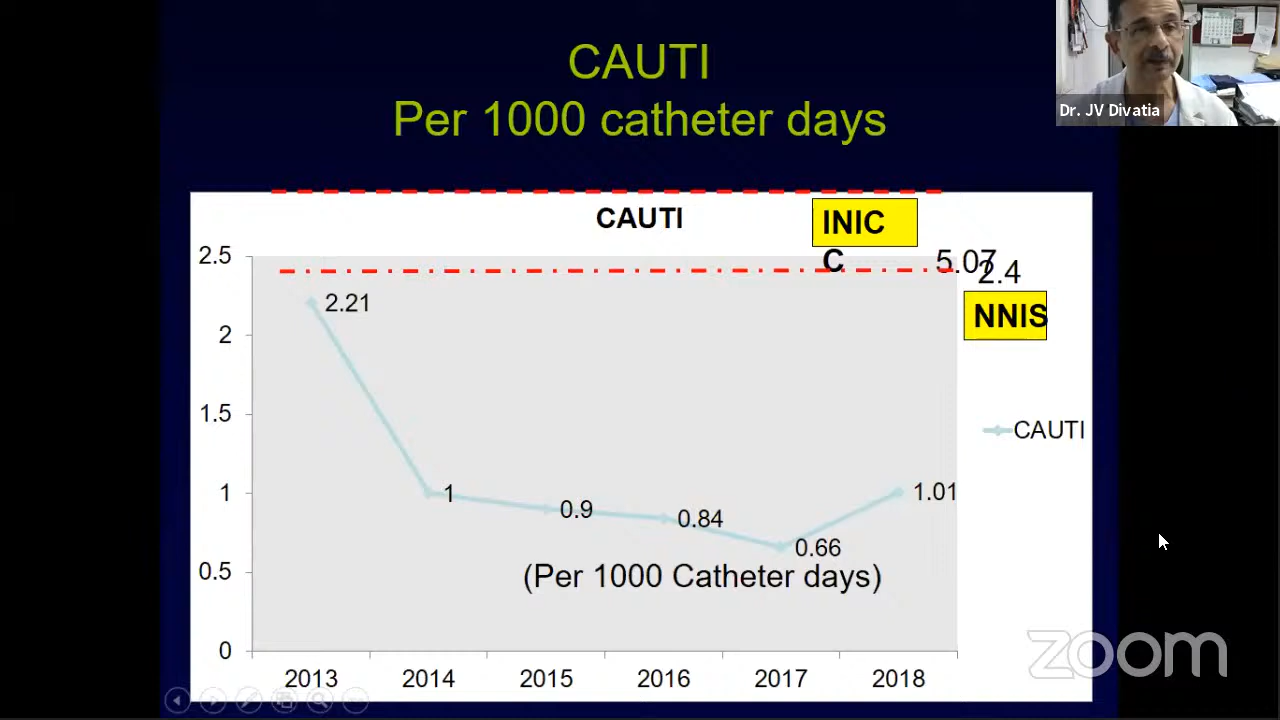 CAUTI
Per 1000 catheter days
Dr. JV Divatia
CAUTI
INIC
C
5.07
2.4
NNIS
2.5
2
1.5
1
0.5
0
2.21
1
0.9
0.84
0.66
1.01
CAUTI
(Per 1000 Catheter days)
2013 2014 2015 2016 2017 2018
zoom